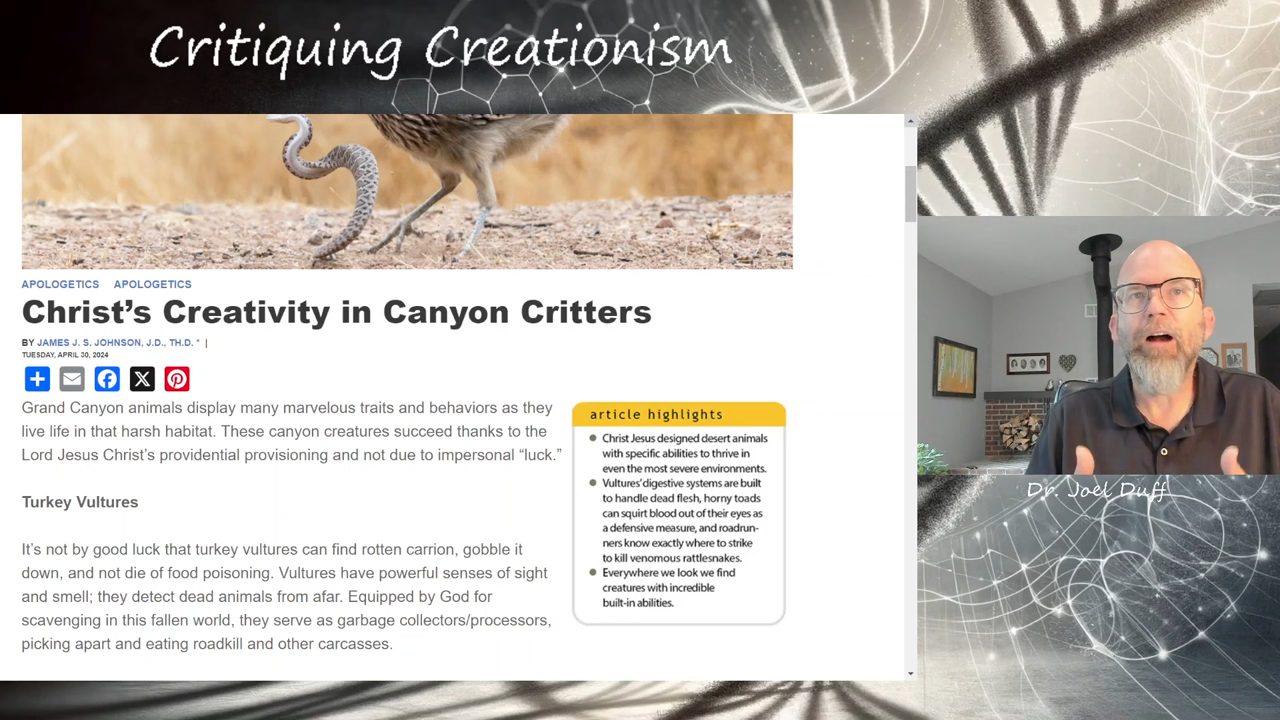 Critiquing Creationism
APOLOGETICS APOLOGETICS
Christ’s Creativity in Canyon Critters
BY JAMES J. S. JOHNSON, J.D., TH.D. * |
TUESDAY, APRIL 30, 2024
Grand Canyon animals display many marvelous traits and behaviors as they
live life in that harsh habitat. These canyon creatures succeed thanks to the
Lord Jesus Christ’s providential provisioning and not due to impersonal “luck.”
article highlights
Christ Jesus designed desert animals
with specific abilities to thrive in
even the most severe environments.
Vultures’ digestive systems are built
to handle dead flesh, horny toads
can squirt blood out of their eyes as
a defensive measure, and roadrun-
ners know exactly where to strike
to kill venomous rattlesnakes.
Everywhere we look we find
creatures with incredible
built-in abilities.
Turkey Vultures
It’s not by good luck that turkey vultures can find rotten carrion, gobble it
down, and not die of food poisoning. Vultures have powerful senses of sight
and smell; they detect dead animals from afar. Equipped by God for
scavenging in this fallen world, they serve as garbage collectors/processors,
picking apart and eating roadkill and other carcasses.
Dr. Joel Duff